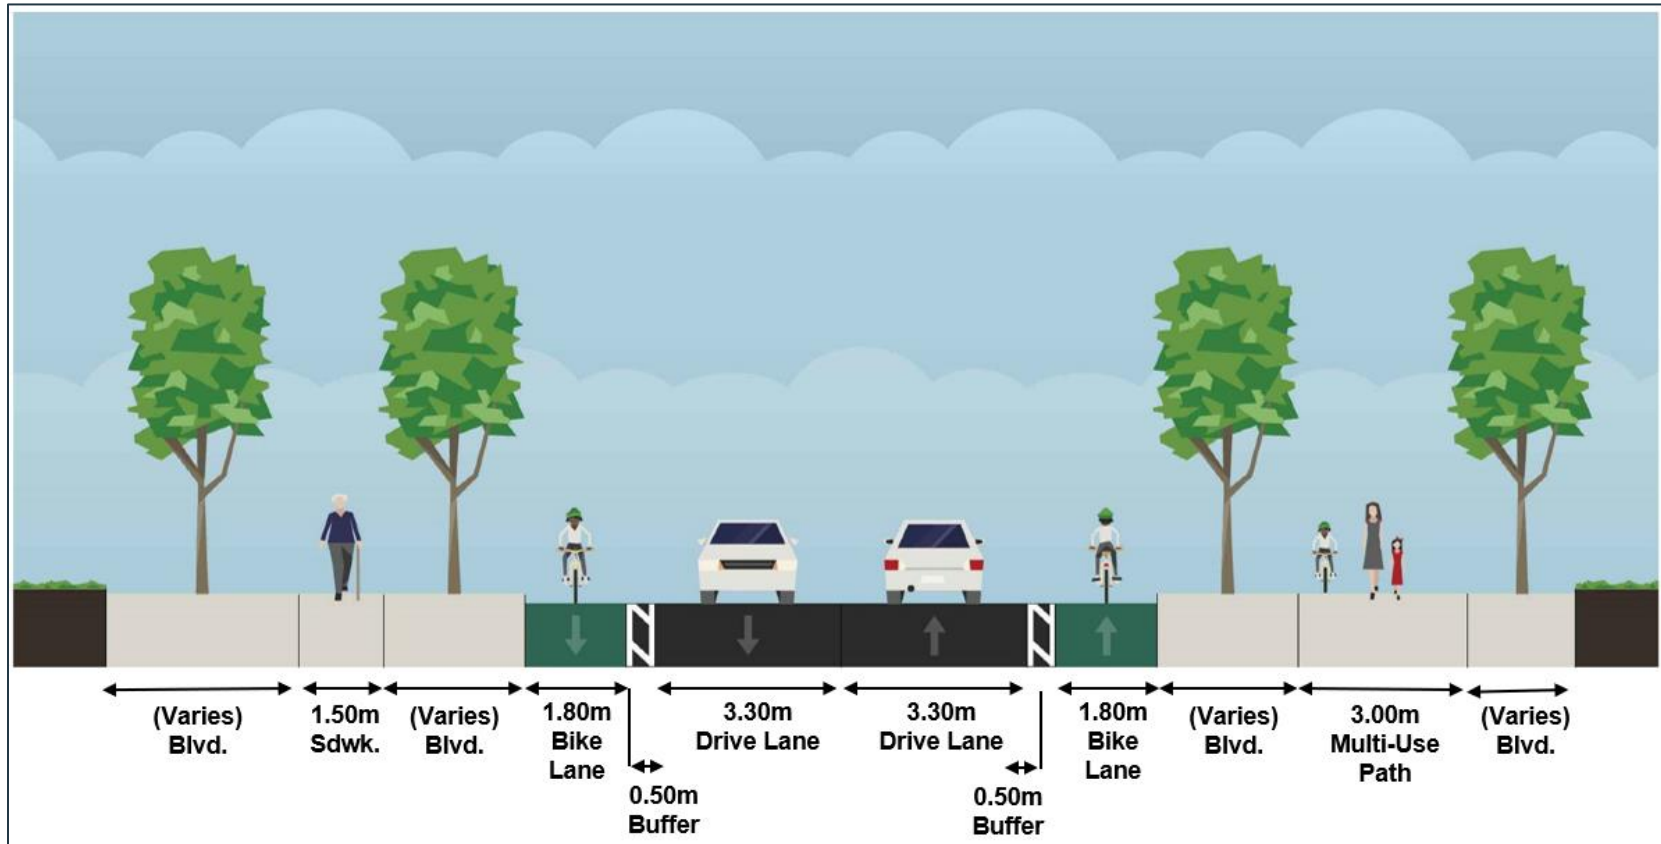 (Varies)
Blvd.
1.50m
Sdwk.
(Varies)
Blvd.
1.80m
Bike
Lane
0.50m
Buffer
3.30m
Drive Lane
3.30m
Drive Lane
0.50m
Buffer
1.80m
Bike
Lane
(Varies)
Blvd.
3.00m
Multi-Use
Path
(Varies)
Blvd.